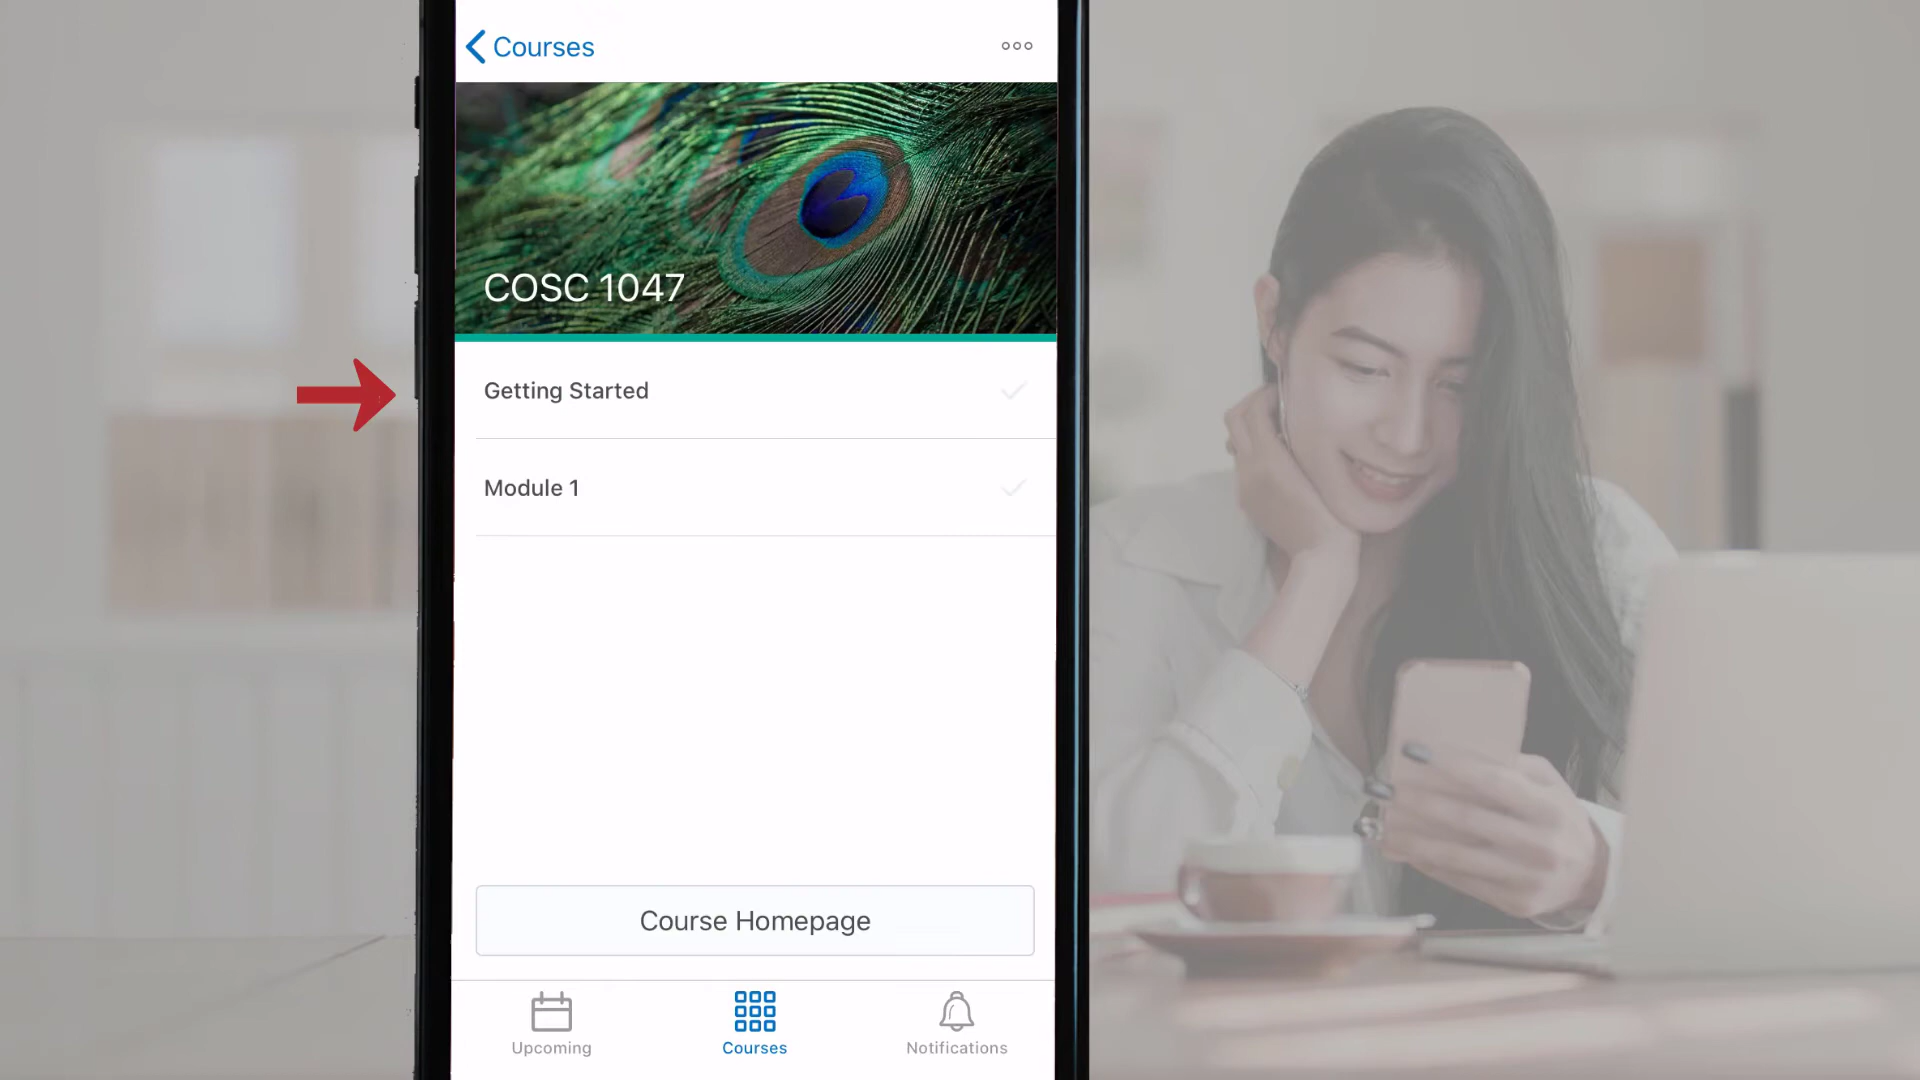 Courses
COSC 1047
Getting Started
Module 1
Course Homepage
Upcoming
Courses
Notifications